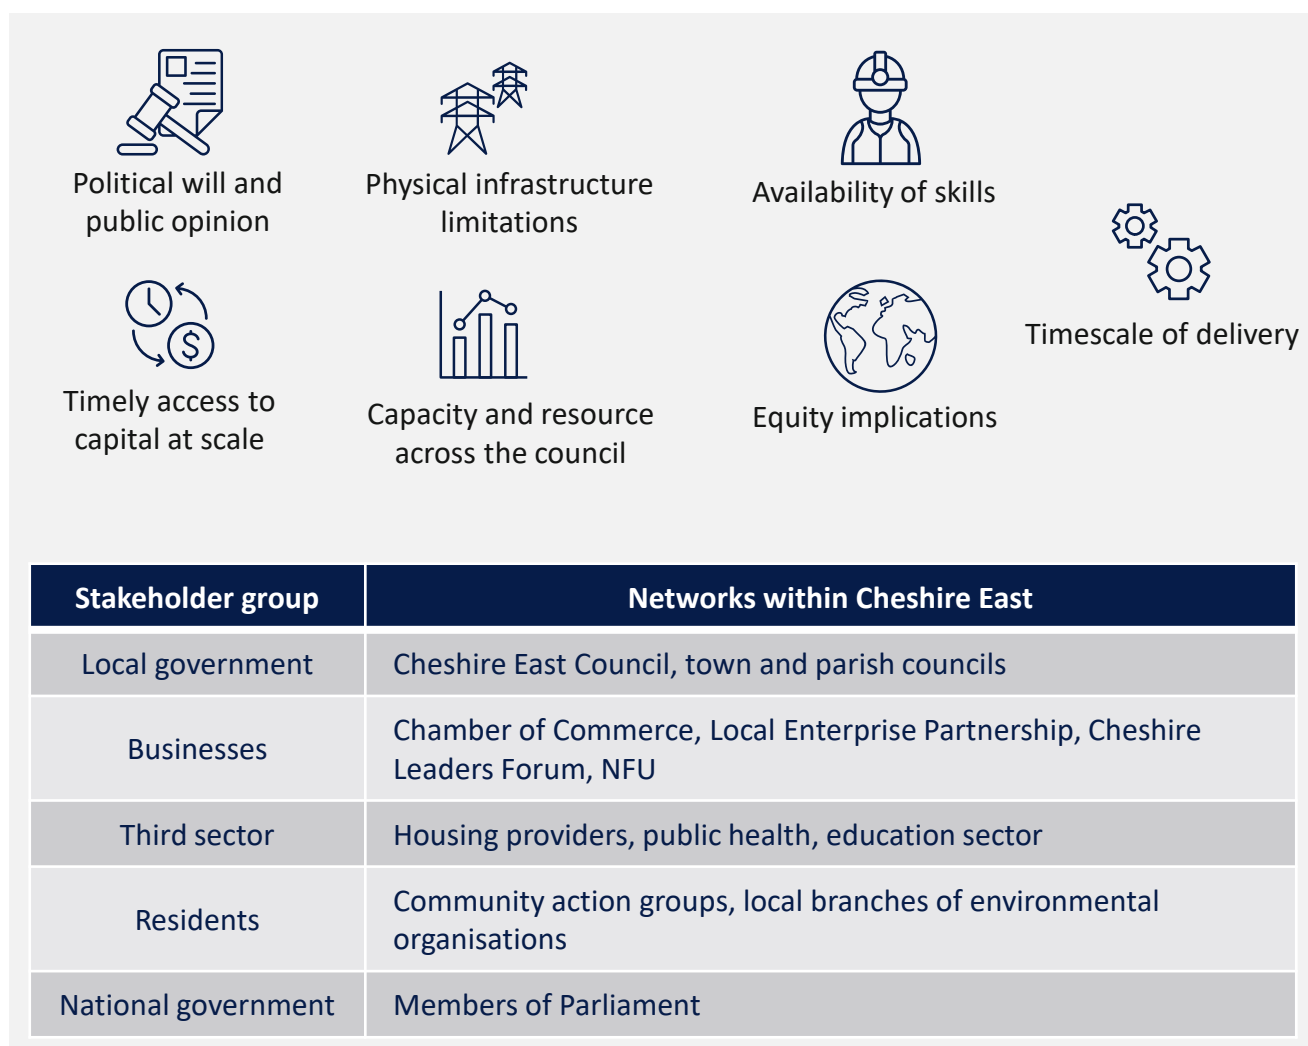 Political will and
public opinion
Physical infrastructure
limitations
Availability of skills
Timescale of delivery
Timely access to
capital at scale
Capacity and resource
across the council
Equity implications
Stakeholder group
Networks within Cheshire East
Local government
Cheshire East Council, town and parish councils
Businesses
Chamber of Commerce, Local Enterprise Partnership, Cheshire
Leaders Forum, NFU
Third sector
Housing providers, public health, education sector
Residents
Community action groups, local branches of environmental
organisations
National government
Members of Parliament